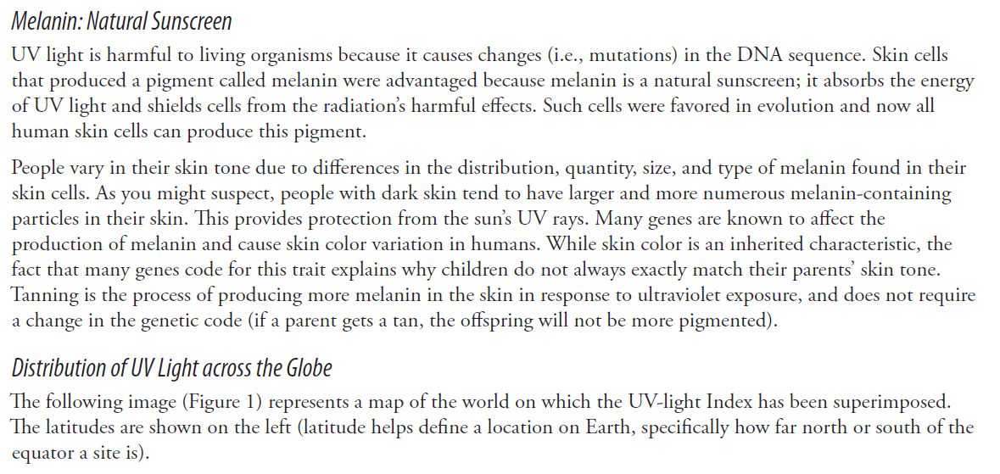 Melanin: Natural Sunscreen
UV light is harmful to living organisms because it causes changes (i.e., mutations) in the DNA sequence. Skin cells
that produced a pigment called melanin were advantaged because melanin is a natural sunscreen; it absorbs the energy
of UV light and shields cells from the radiation’s harmful effects. Such cells were favored in evolution and now all
human skin cells can produce this pigment.
People vary in their skin tone due to differences in the distribution, quantity, size, and type of melanin found in their
skin cells. As you might suspect, people with dark skin tend to have larger and more numerous melanin-containing
particles in their skin. This provides protection from the sun’s UV rays. Many genes are known to affect the
production of melanin and cause skin color variation in humans. While skin color is an inherited characteristic, the
fact that many genes code for this trait explains why children do not always exactly match their parents’ skin tone.
Tanning is the process of producing more melanin in the skin in response to ultraviolet exposure, and does not require
a change in the genetic code (if a parent gets a tan, the offspring will not be more pigmented).
Distribution of UV Light across the Globe
The following image (Figure 1) represents a map of the world on which the UV-light Index has been superimposed.
The latitudes are shown on the left (latitude helps define a location on Earth, specifically how far north or south of the
equator a site is).